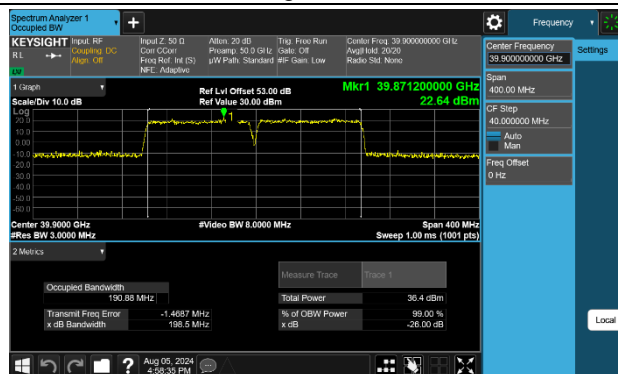 Spectrum Analyzer 1
Occupied BW
Frequency
KEYSIGHT Input: RF
RL
Coupling: DC
Align: Off
Input Z: 50 Ω
Corr CCorr
Freq Ref: Int (S)
NFE: Adaptive
Atten: 20 dB
Preamp: 50.0 GHz
µW Path: Standard
Trig: Free Run
Gate: Off
#IF Gain: Low
Center Freq: 39.900000000 GHz
Avg|Hold: 20/20
Radio Std: None
LW
1 Graph
Scale/Div 10.0 dB
Ref Lvl Offset 53.00 dB
Ref Value 30.00 dBm
Mkr1 39.871200000 GHz
22.64 dBm
Log
20.0
10.0
0.00
-10.0
-20.0
-30.0
-40.0
-50.0
-60.0
1
Center 39.9000 GHz
#Res BW 3.0000 MHz
#Video BW 8.0000 MHz
Span 400 MHz
Sweep 1.00 ms (1001 pts)
2 Metrics
Measure Trace
Trace 1
Occupied Bandwidth
190.88 MHz
Total Power
36.4 dBm
Transmit Freq Error
-1.4687 MHz
% of OBW Power
99.00 %
x dB Bandwidth
198.5 MHz
x dB
-26.00 dB
Center Frequency
39.900000000 GHz
Settings
Span
400.00 MHz
CF Step
40.000000 MHz
Auto
Man
Freq Offset
0 Hz
Local
Aug 05, 2024
4:58:35 PM